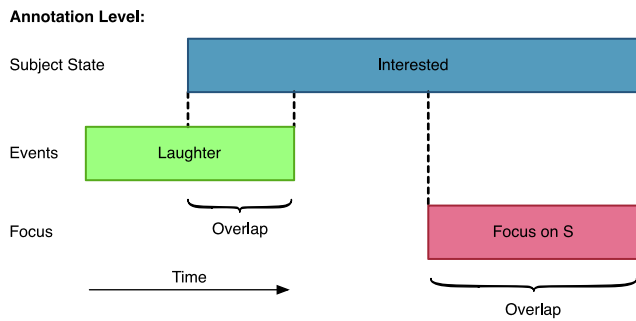 Annotation Level:
Subject State
Interested
Events
Laughter
Overlap
Focus
Focus on S
Time
Overlap